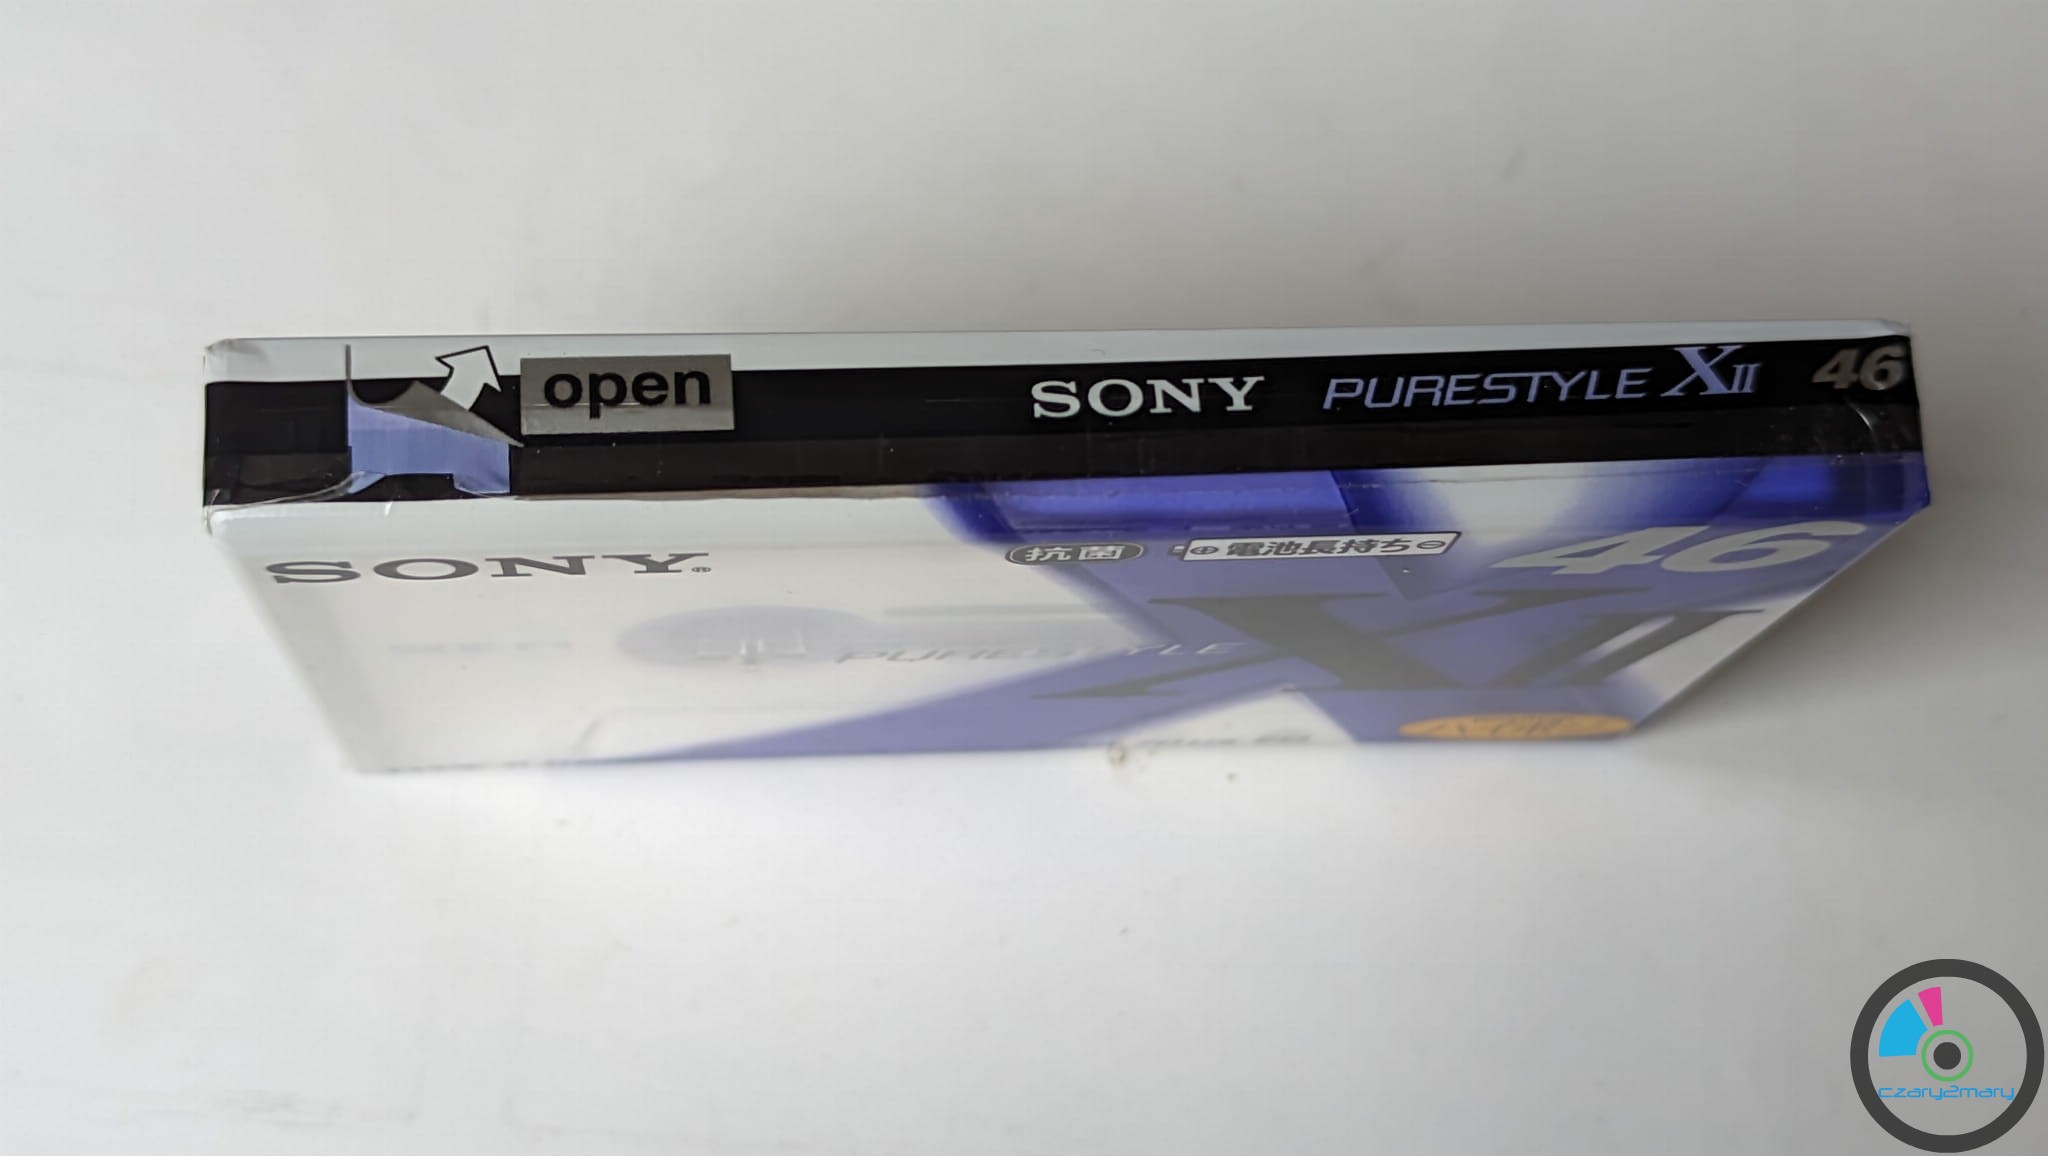 open
SONY PURESTYLE XII 46
SONY®
抗菌
⊕電池長持ち⊖
46
PURESTYLE
XII
czary2mary